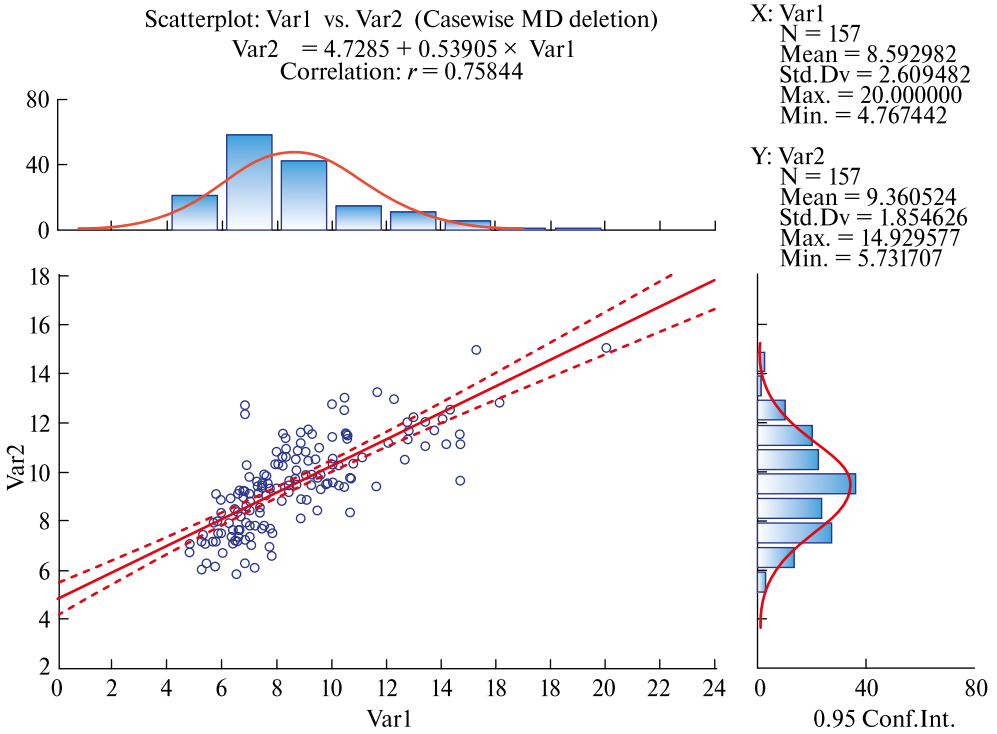 Scatterplot: Var1 vs. Var2 (Casewise MD deletion)
Var2 = 4.7285 + 0.53905 × Var1
Correlation: r = 0.75844
X: Var1
N = 157
Mean = 8.592982
Std.Dv = 2.609482
Max. = 20.000000
Min. = 4.767442
Y: Var2
N = 157
Mean = 9.360524
Std.Dv = 1.854626
Max. = 14.929577
Min. = 5.731707
80
40
0
18
16
14
12
10
8
6
4
2
Var2
0 2 4 6 8 10 12 14 16 18 20 22 24
Var1
0 40 80
0.95 Conf.Int.